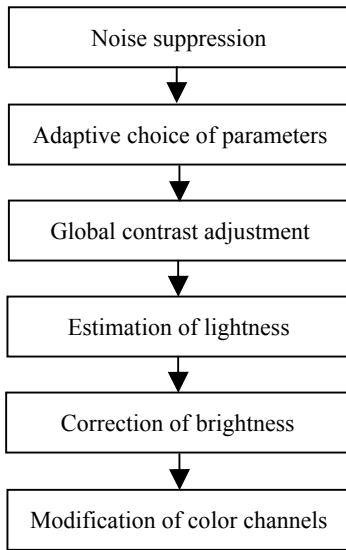 Noise suppression
Adaptive choice of parameters
Global contrast adjustment
Estimation of lightness
Correction of brightness
Modification of color channels